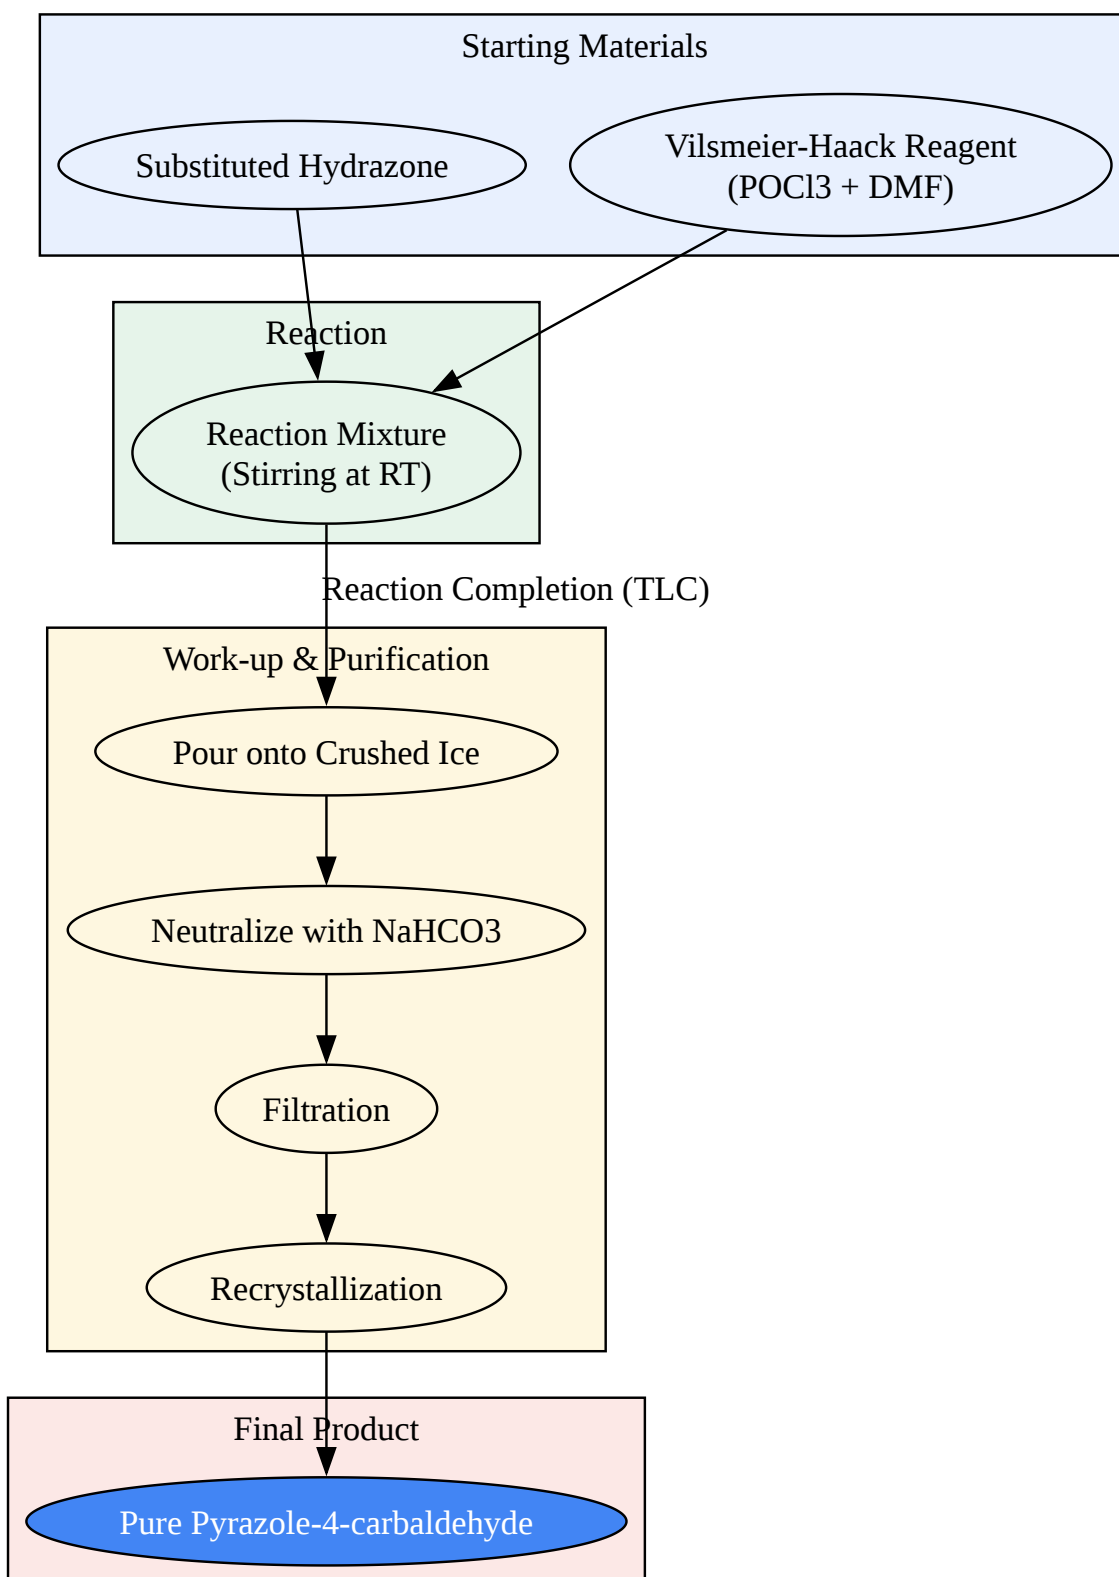 Starting Materials
Substituted Hydrazone
Vilsmeier-Haack Reagent
(POCl3 + DMF)
Reaction
Reaction Mixture
(Stirring at RT)
Reaction Completion (TLC)
Work-up & Purification
Pour onto Crushed Ice
Neutralize with NaHCO3
Filtration
Recrystallization
Final Product
Pure Pyrazole-4-carbaldehyde